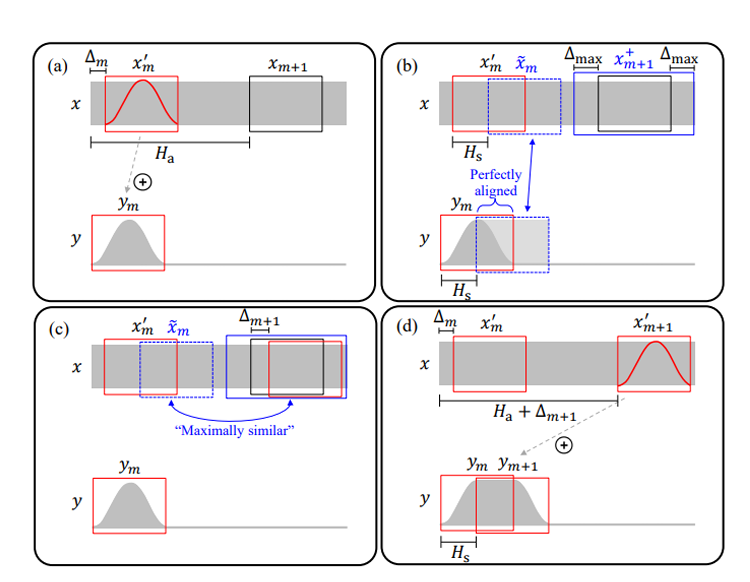 (a)
Δm x′m xm+1
x
Ha
+
ym
y
(b)
x′m x̃m Δmax x⁺m+1 Δmax
x
Hs
Perfectly
aligned
ym
y
Hs
(c)
x′m x̃m Δm+1
x
“Maximally similar”
ym
y
(d)
Δm x′m x′m+1
x
Ha + Δm+1
+
ym ym+1
y
Hs